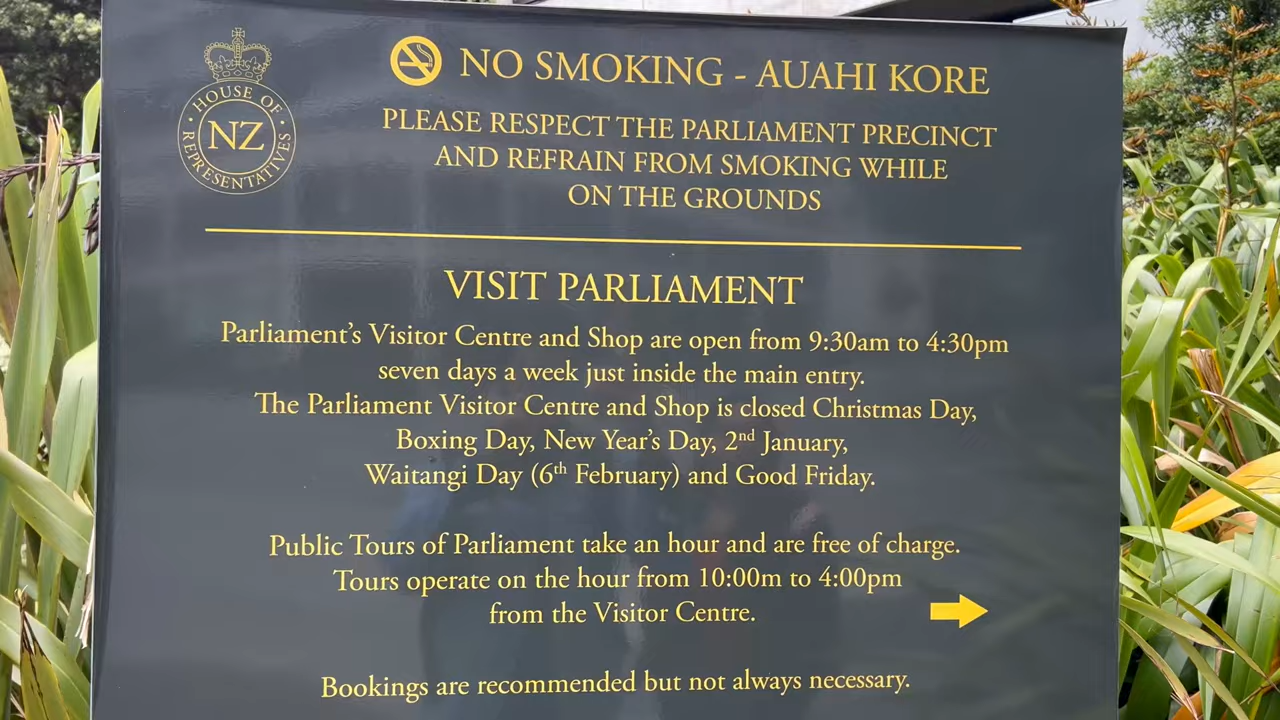 HOUSE OF
NZ
REPRESENTATIVES
NO SMOKING - AUAHI KORE
PLEASE RESPECT THE PARLIAMENT PRECINCT
AND REFRAIN FROM SMOKING WHILE
ON THE GROUNDS
VISIT PARLIAMENT
Parliament's Visitor Centre and Shop are open from 9:30am to 4:30pm
seven days a week just inside the main entry.
The Parliament Visitor Centre and Shop is closed Christmas Day,
Boxing Day, New Year's Day, 2nd January,
Waitangi Day (6th February) and Good Friday.
Public Tours of Parliament take an hour and are free of charge.
Tours operate on the hour from 10:00m to 4:00pm
from the Visitor Centre.
Bookings are recommended but not always necessary.